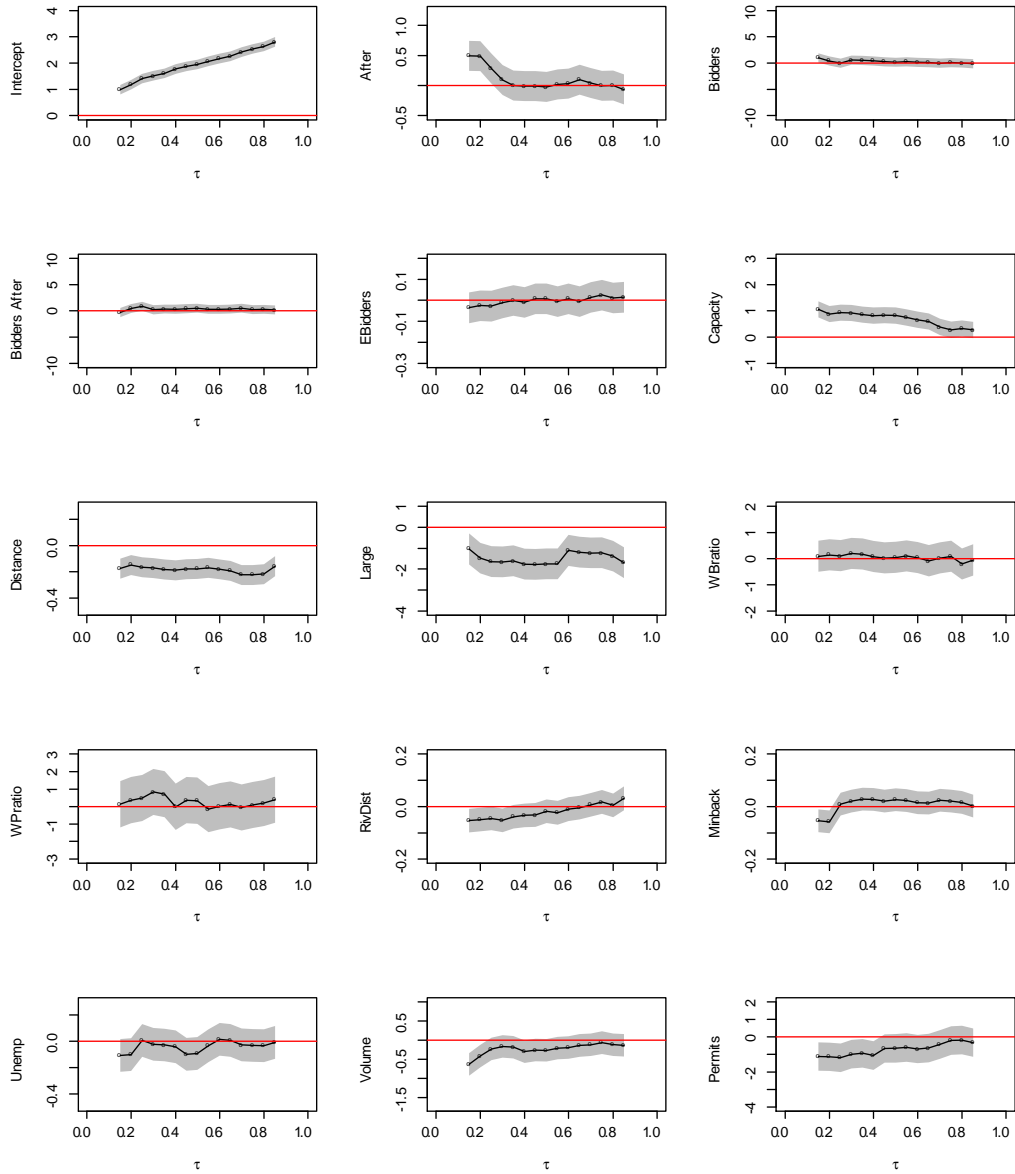 Intercept
0 1 2 3 4
0.0 0.2 0.4 0.6 0.8 1.0
τ
After
-0.5 0.5 1.0
0.0 0.2 0.4 0.6 0.8 1.0
τ
Bidders
-10 0 5 10
0.0 0.2 0.4 0.6 0.8 1.0
τ
Bidders After
-10 0 5 10
0.0 0.2 0.4 0.6 0.8 1.0
τ
EBidders
-0.3 -0.1 0.1
0.0 0.2 0.4 0.6 0.8 1.0
τ
Capacity
-1 0 1 2 3
0.0 0.2 0.4 0.6 0.8 1.0
τ
Distance
-0.4 0.0
0.0 0.2 0.4 0.6 0.8 1.0
τ
Large
-4 -2 0 1
0.0 0.2 0.4 0.6 0.8 1.0
τ
WBratio
-2 -1 0 1 2
0.0 0.2 0.4 0.6 0.8 1.0
τ
WPratio
-3 -1 1 2 3
0.0 0.2 0.4 0.6 0.8 1.0
τ
RivDist
-0.2 0.0 0.2
0.0 0.2 0.4 0.6 0.8 1.0
τ
Minback
-0.2 0.0 0.2
0.0 0.2 0.4 0.6 0.8 1.0
τ
Unemp
-0.4 0.0
0.0 0.2 0.4 0.6 0.8 1.0
τ
Volume
-1.5 -0.5 0.5
0.0 0.2 0.4 0.6 0.8 1.0
τ
Permits
-4 -2 0 1 2
0.0 0.2 0.4 0.6 0.8 1.0
τ